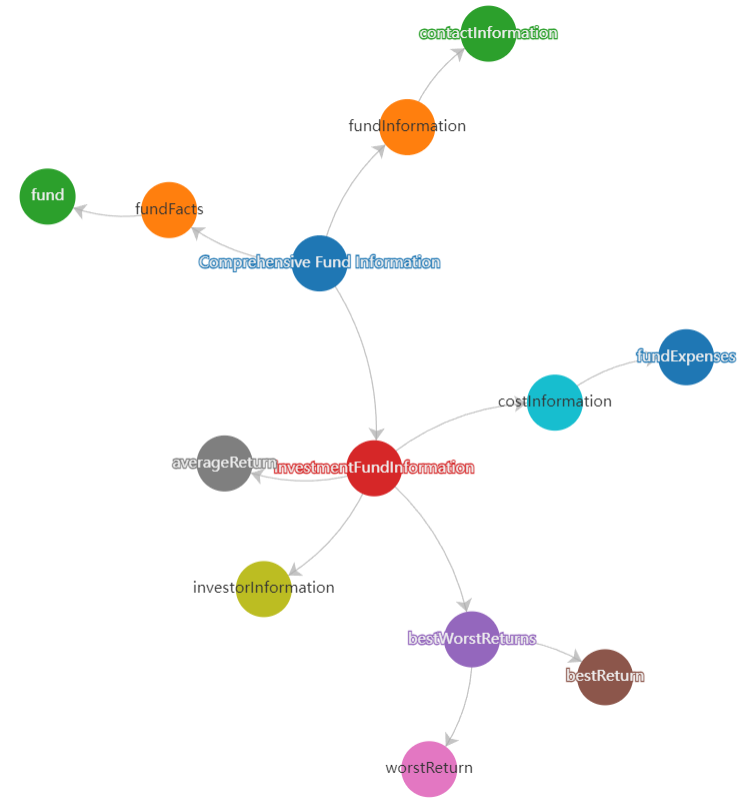 contactInformation
fundInformation
fund
fundFacts
Comprehensive Fund Information
fundExpenses
costInformation
averageReturn
investmentFundInformation
investorInformation
bestWorstReturns
bestReturn
worstReturn